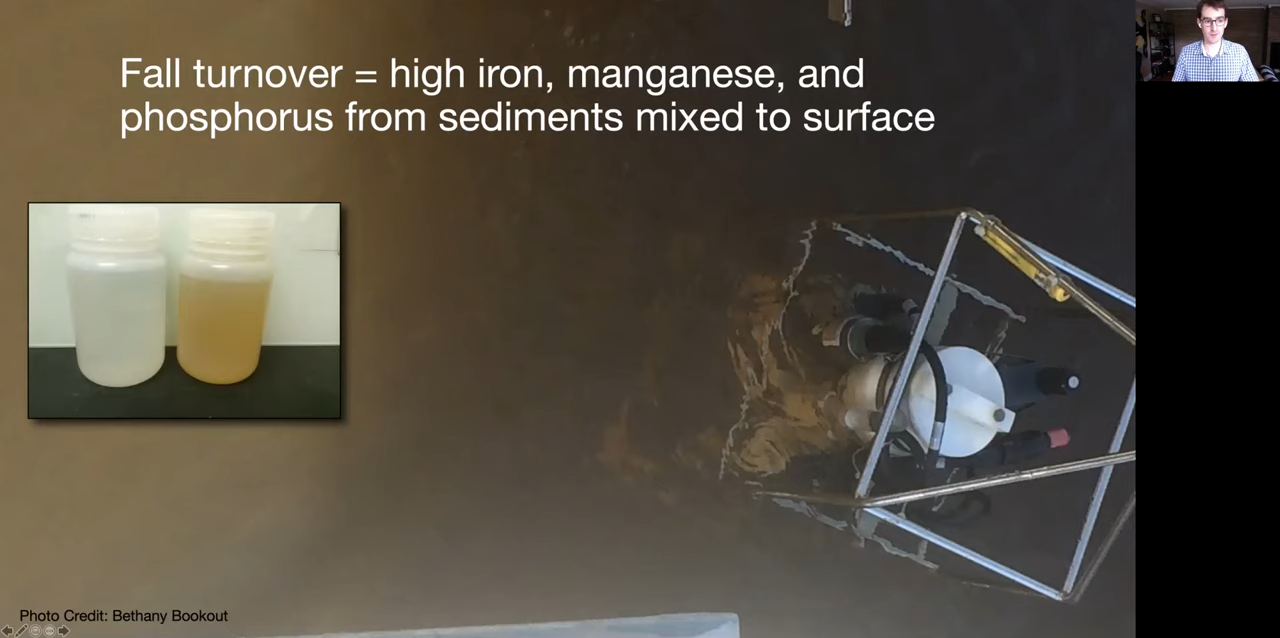 Fall turnover = high iron, manganese, and
phosphorus from sediments mixed to surface
Photo Credit: Bethany Bookout